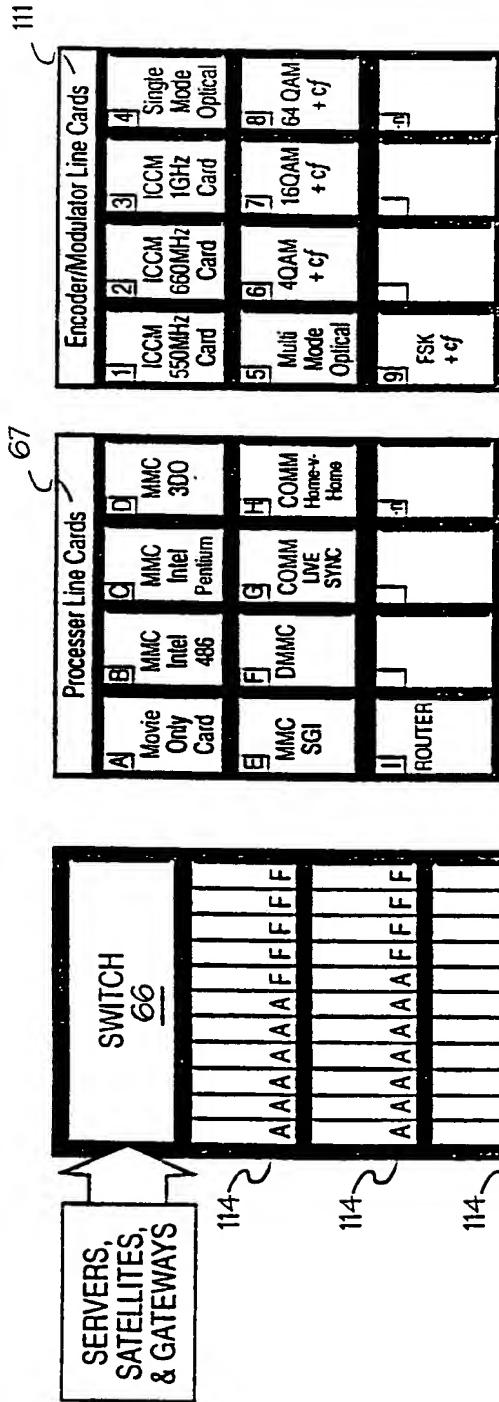 SERVERS,
SATELLITES,
& GATEWAYS
SWITCH
66
114
A A A A A A F F F F F
114
A A A A A A A F F F F
114
67
Processer Line Cards
A
Movie
Only
Card
B
MMC
Intel
486
C
MMC
Intel
Pentium
D
MMC
3DO
E
MMC
SGI
F
DMMC
G
COMM
LIVE
SYNC
H
COMM
Home-v-
Home
I
ROUTER
·n
111
Encoder/Modulator Line Cards
1
ICCM
550MHz
Card
2
ICCM
660MHz
Card
3
ICCM
1GHz
Card
4
Single
Mode
Optical
5
Multi
Mode
Optical
6
4QAM
+ cf
7
16QAM
+ cf
8
64 QAM
+ cf
9
FSK
+ cf
·n